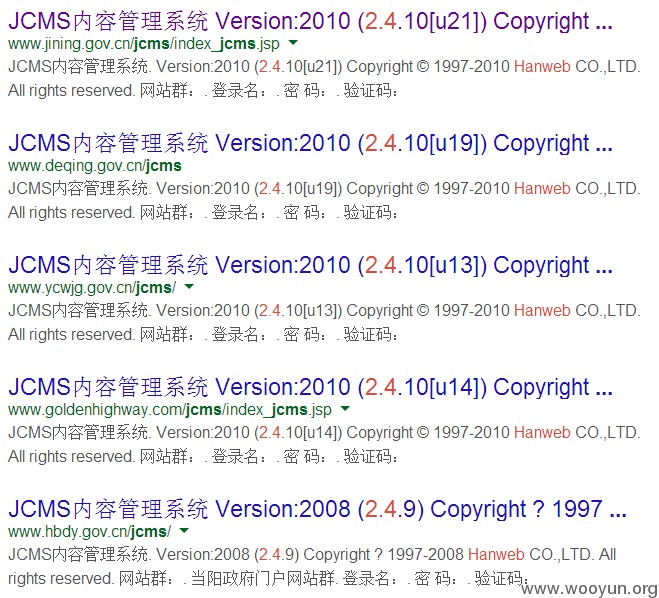 JCMS内容管理系统 Version:2010 (2.4.10[u21]) Copyright ...
www.jining.gov.cn/jcms/index_jcms.jsp
JCMS内容管理系统. Version:2010 (2.4.10[u21]) Copyright © 1997-2010 Hanweb CO.,LTD.
All rights reserved. 网站群: . 登录名: . 密 码: . 验证码:
JCMS内容管理系统 Version:2010 (2.4.10[u19]) Copyright ...
www.deqing.gov.cn/jcms
JCMS内容管理系统. Version:2010 (2.4.10[u19]) Copyright © 1997-2010 Hanweb CO.,LTD.
All rights reserved. 网站群: . 登录名: . 密 码: . 验证码:
JCMS内容管理系统 Version:2010 (2.4.10[u13]) Copyright ...
www.ycwjg.gov.cn/jcms/
JCMS内容管理系统. Version:2010 (2.4.10[u13]) Copyright © 1997-2010 Hanweb CO.,LTD.
All rights reserved. 网站群: . 登录名: . 密 码: . 验证码:
JCMS内容管理系统 Version:2010 (2.4.10[u14]) Copyright ...
www.goldenhighway.com/jcms/index_jcms.jsp
JCMS内容管理系统. Version:2010 (2.4.10[u14]) Copyright © 1997-2010 Hanweb CO.,LTD.
All rights reserved. 网站群: . 登录名: . 密 码: . 验证码:
JCMS内容管理系统 Version:2008 (2.4.9) Copyright ? 1997 ...
www.hbdy.gov.cn/jcms/
JCMS内容管理系统. Version:2008 (2.4.9) Copyright ? 1997-2008 Hanweb CO.,LTD. All
rights reserved. 网站群: . 当阳政府门户网站群. 登录名: . 密 码: . 验证码:
www.wooyun.org